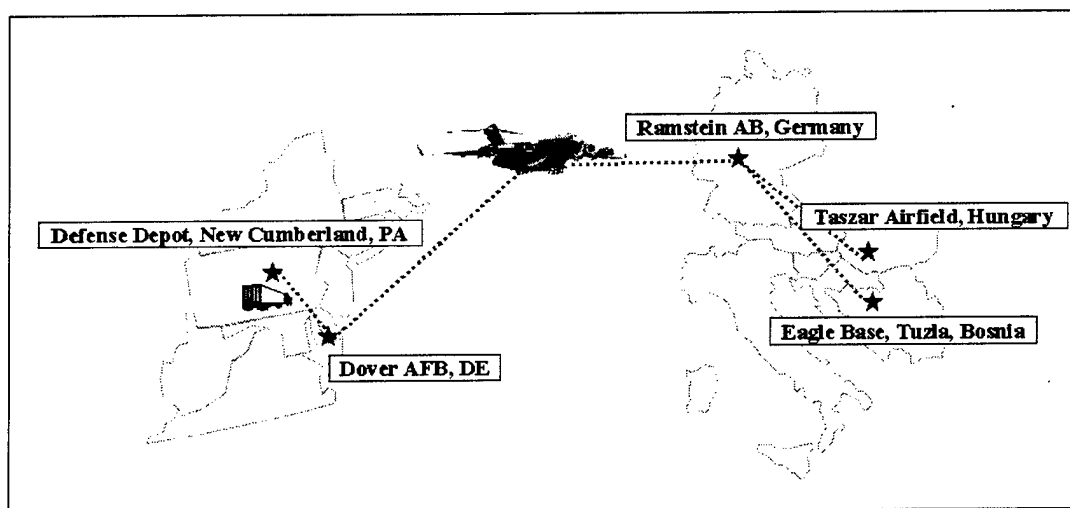 Ramstein AB, Germany
Taszar Airfield, Hungary
Defense Depot, New Cumberland, PA
Eagle Base, Tuzla, Bosnia
Dover AFB, DE